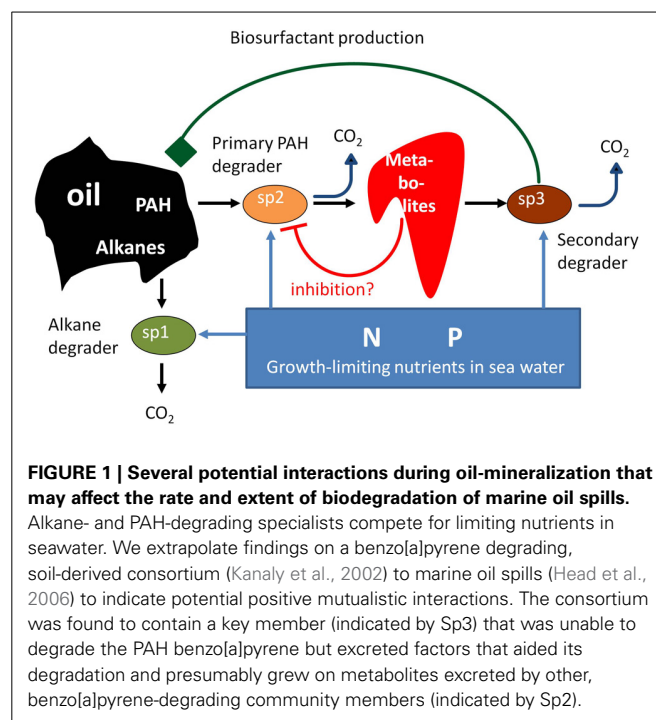 Biosurfactant production
Primary PAH
degrader
CO₂
CO₂
oil
PAH
Alkanes
sp2
Meta-
bo-
lites
sp3
Secondary
degrader
inhibition?
Alkane
degrader
sp1
CO₂
N P
Growth-limiting nutrients in sea water
FIGURE 1 | Several potential interactions during oil-mineralization that
may affect the rate and extent of biodegradation of marine oil spills.
Alkane- and PAH-degrading specialists compete for limiting nutrients in
seawater. We extrapolate findings on a benzo[a]pyrene degrading,
soil-derived consortium (Kanaly et al., 2002) to marine oil spills (Head et al.,
2006) to indicate potential positive mutualistic interactions. The consortium
was found to contain a key member (indicated by Sp3) that was unable to
degrade the PAH benzo[a]pyrene but excreted factors that aided its
degradation and presumably grew on metabolites excreted by other,
benzo[a]pyrene-degrading community members (indicated by Sp2).